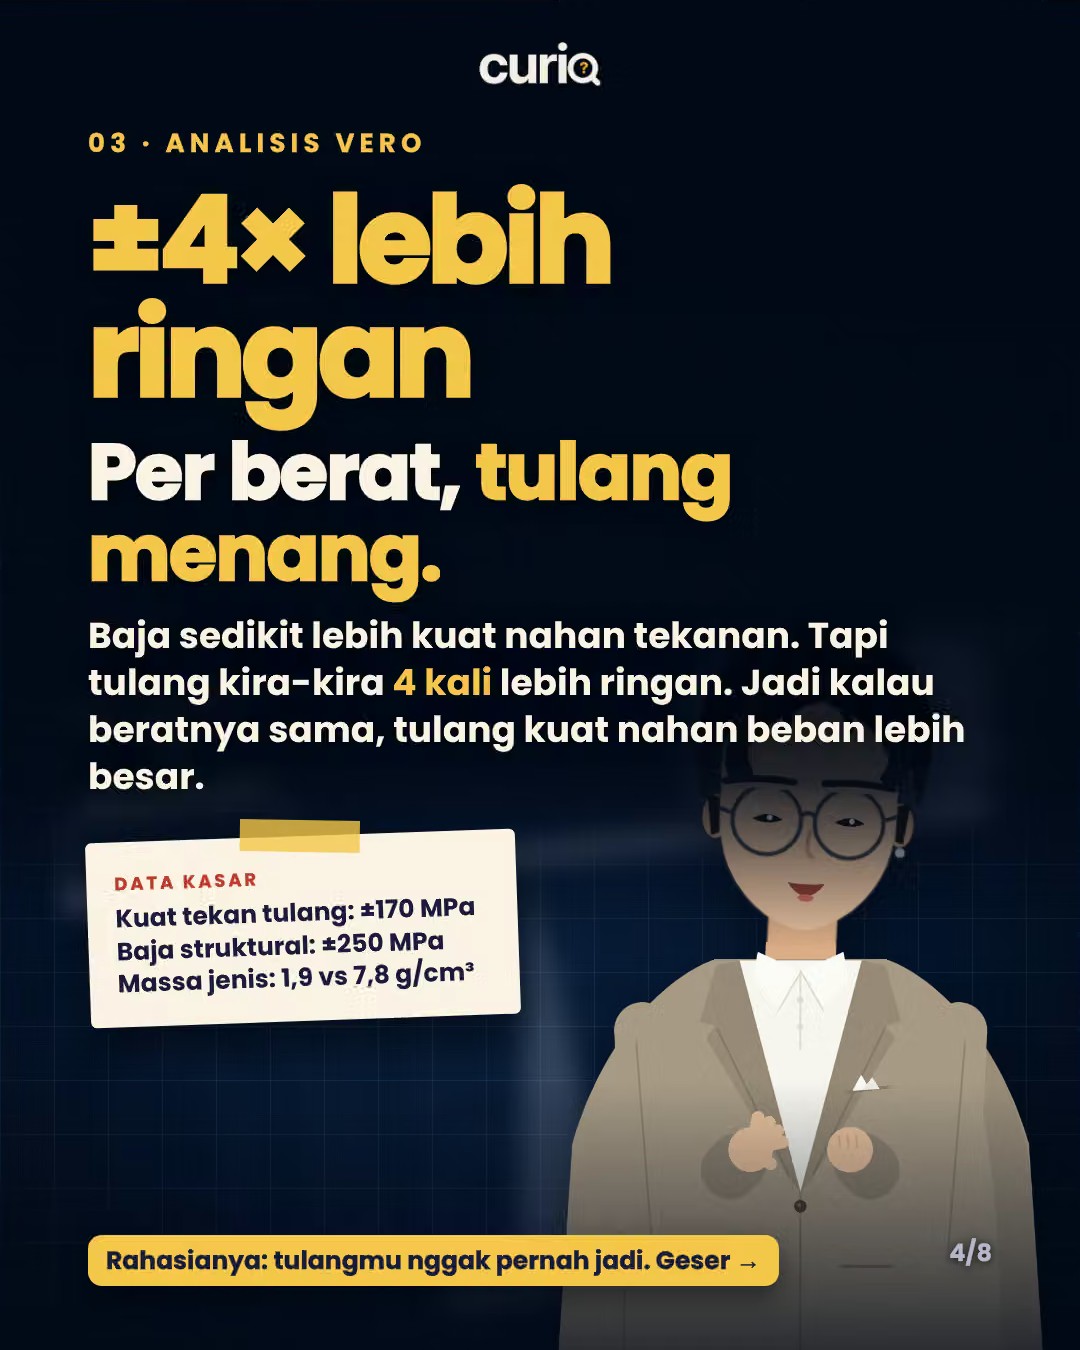 curiQ
03 · ANALISIS VERO
±4× lebih
ringan
Per berat, tulang
menang.
Baja sedikit lebih kuat nahan tekanan. Tapi
tulang kira-kira 4 kali lebih ringan. Jadi kalau
beratnya sama, tulang kuat nahan beban lebih
besar.
DATA KASAR
Kuat tekan tulang: ±170 MPa
Baja struktural: ±250 MPa
Massa jenis: 1,9 vs 7,8 g/cm³
Rahasianya: tulangmu nggak pernah jadi. Geser →
4/8